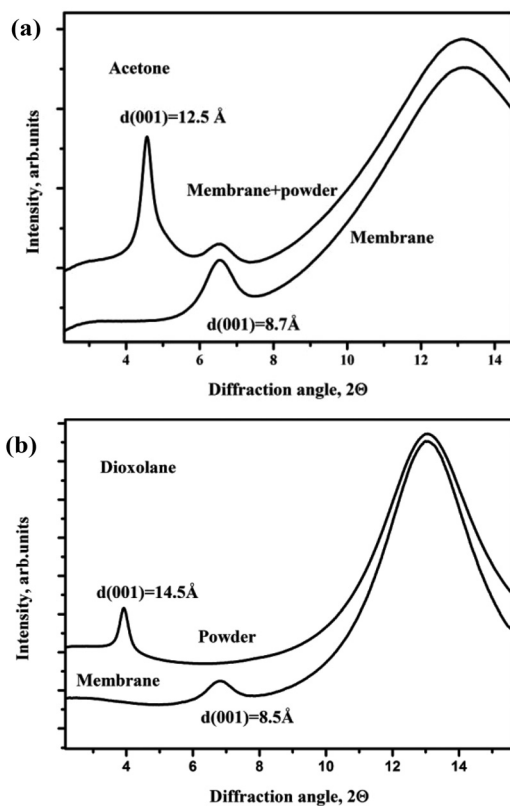 (a)
Acetone
d(001)=12.5 Å
Membrane+powder
Membrane
d(001)=8.7Å
Intensity, arb.units
4 6 8 10 12 14
Diffraction angle, 2Θ
(b)
Dioxolane
d(001)=14.5Å
Powder
Membrane
d(001)=8.5Å
Intensity, arb.units
4 6 8 10 12 14
Diffraction angle, 2Θ